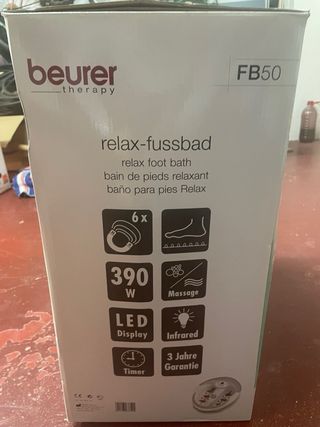 beurer
therapy
FB50
relax-fussbad
relax foot bath
bain de pieds relaxant
baño para pies Relax
6x
390
W
Massage
LED
Display
Infrared
Timer
3 Jahre
Garantie